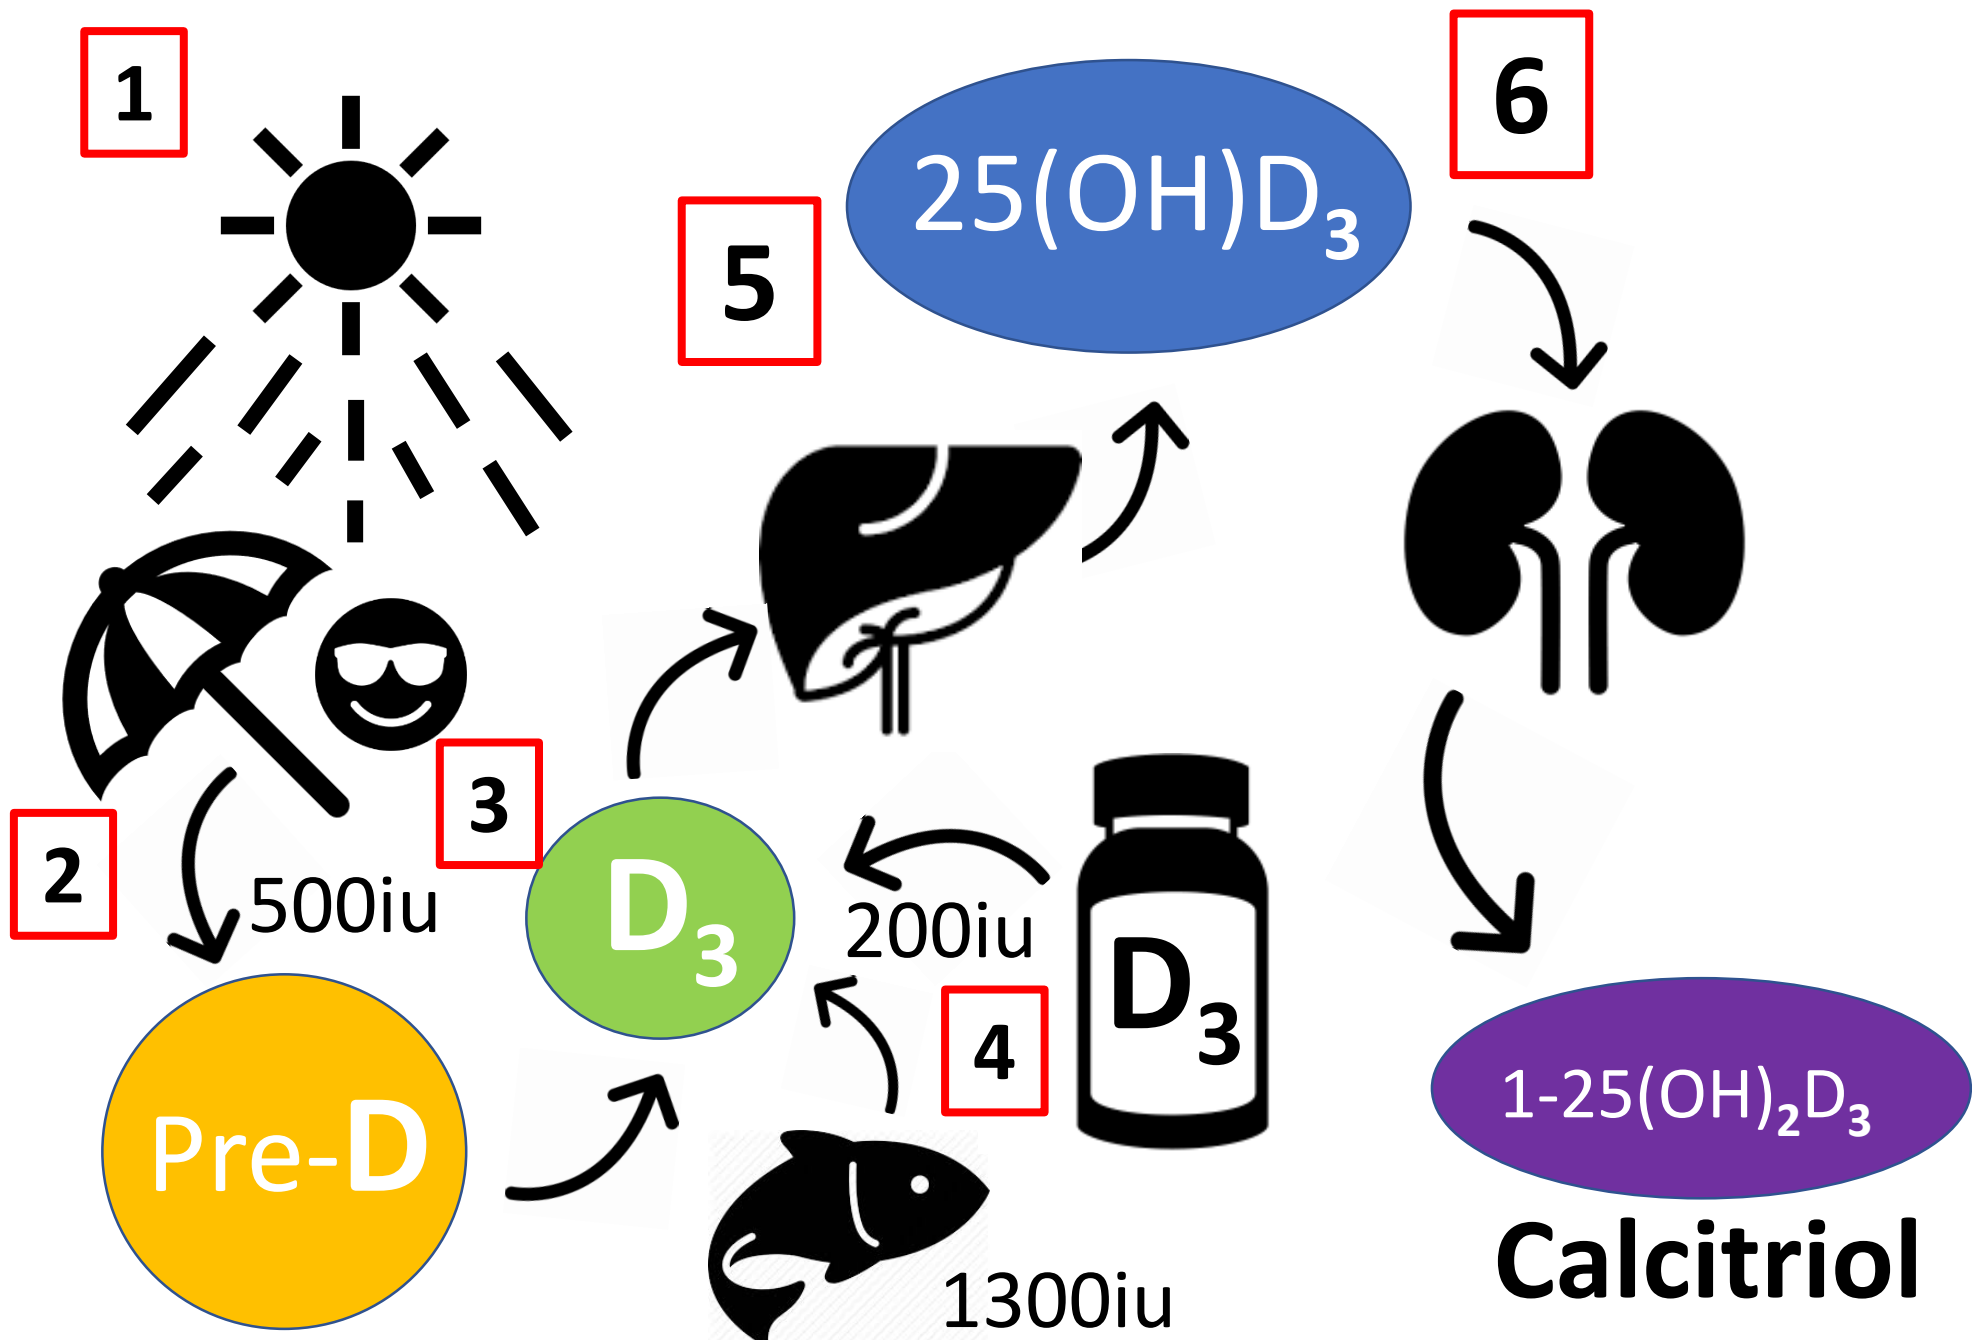 1
2
500iu
Pre-D
3
D₃
200iu
D₃
4
1300iu
5
25(OH)D₃
6
1-25(OH)₂D₃
Calcitriol